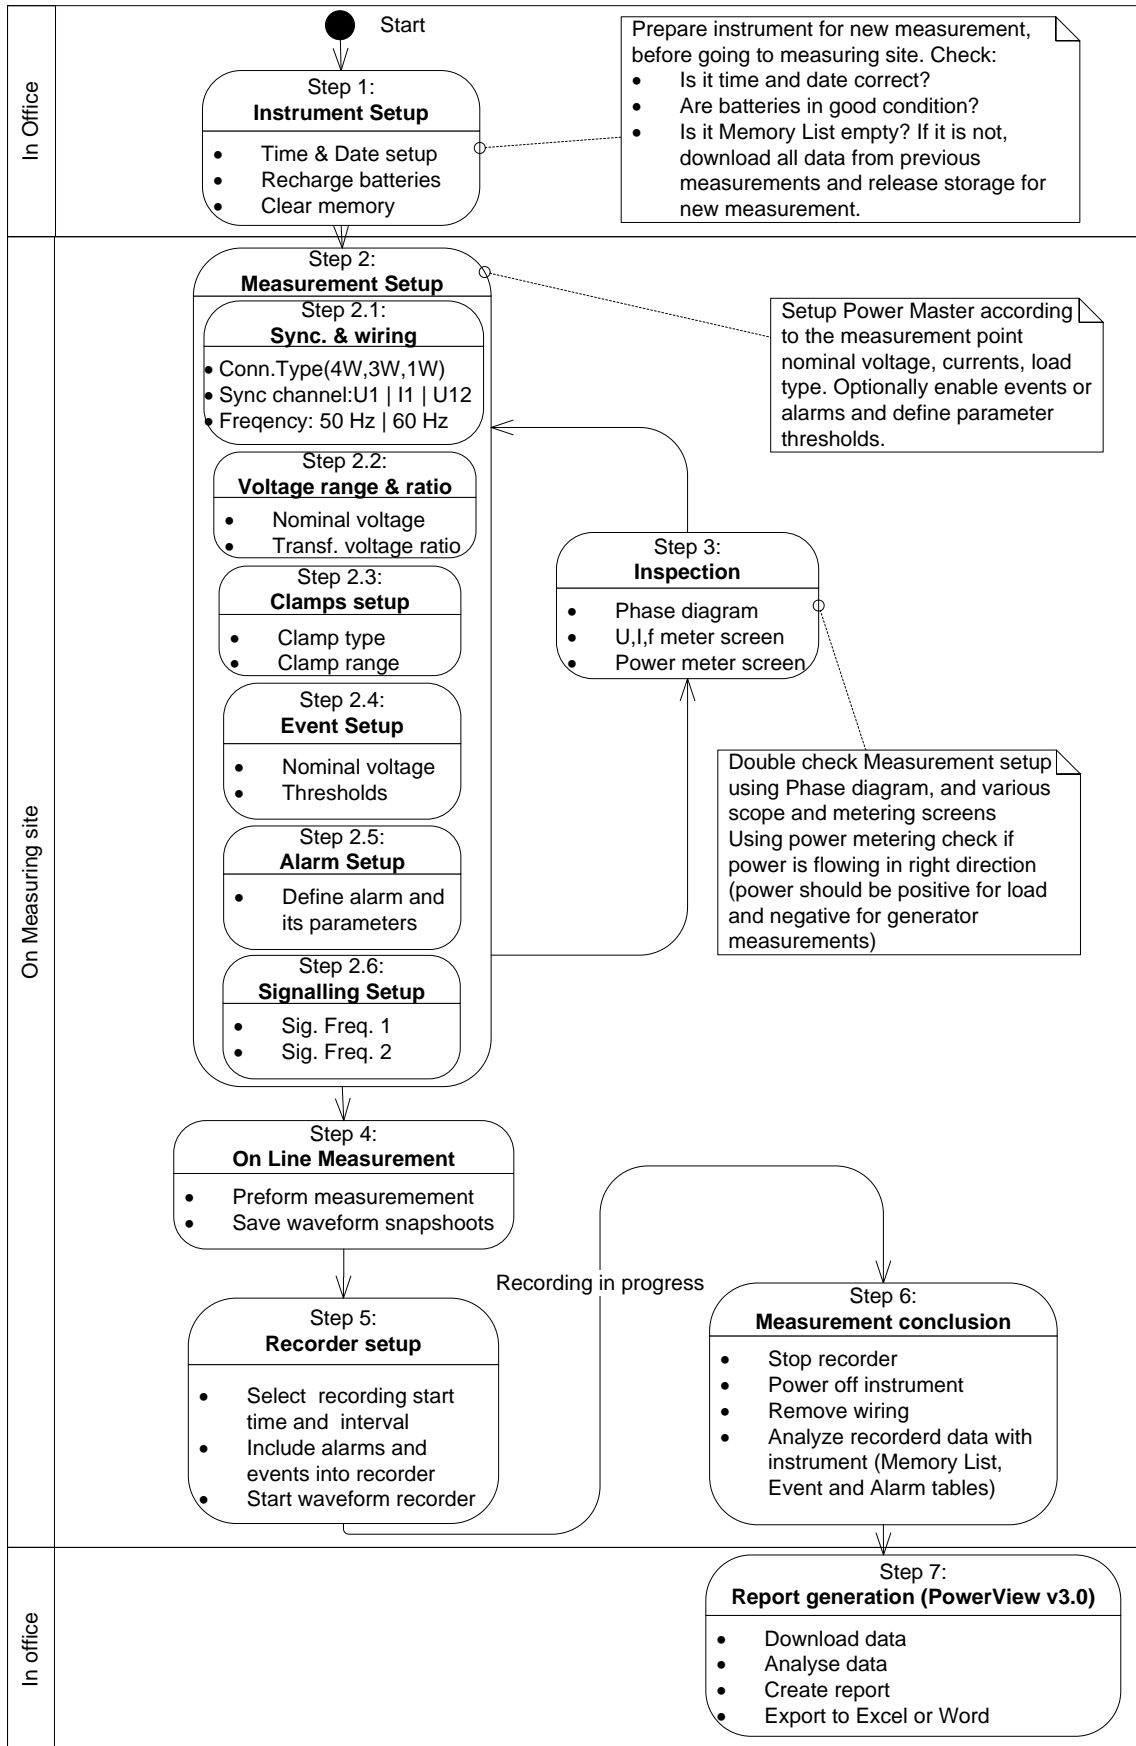 In Office
Start
Step 1:
Instrument Setup
• Time & Date setup
• Recharge batteries
• Clear memory
Prepare instrument for new measurement,
before going to measuring site. Check:
• Is it time and date correct?
• Are batteries in good condition?
• Is it Memory List empty? If it is not,
download all data from previous
measurements and release storage for
new measurement.
On Measuring site
Step 2:
Measurement Setup
Step 2.1:
Sync. & wiring
• Conn.Type(4W,3W,1W)
• Sync channel:U1 | I1 | U12
• Freqency: 50 Hz | 60 Hz
Step 2.2:
Voltage range & ratio
• Nominal voltage
• Transf. voltage ratio
Step 2.3:
Clamps setup
• Clamp type
• Clamp range
Step 2.4:
Event Setup
• Nominal voltage
• Thresholds
Step 2.5:
Alarm Setup
• Define alarm and
its parameters
Step 2.6:
Signalling Setup
• Sig. Freq. 1
• Sig. Freq. 2
Setup Power Master according
to the measurement point
nominal voltage, currents, load
type. Optionally enable events or
alarms and define parameter
thresholds.
Step 3:
Inspection
• Phase diagram
• U,I,f meter screen
• Power meter screen
Double check Measurement setup
using Phase diagram, and various
scope and metering screens
Using power metering check if
power is flowing in right direction
(power should be positive for load
and negative for generator
measurements)
Step 4:
On Line Measurement
• Preform measuremement
• Save waveform snapshoots
Step 5:
Recorder setup
• Select recording start
time and interval
• Include alarms and
events into recorder
• Start waveform recorder
Recording in progress
Step 6:
Measurement conclusion
• Stop recorder
• Power off instrument
• Remove wiring
• Analyze recorderd data with
instrument (Memory List,
Event and Alarm tables)
In office
Step 7:
Report generation (PowerView v3.0)
• Download data
• Analyse data
• Create report
• Export to Excel or Word